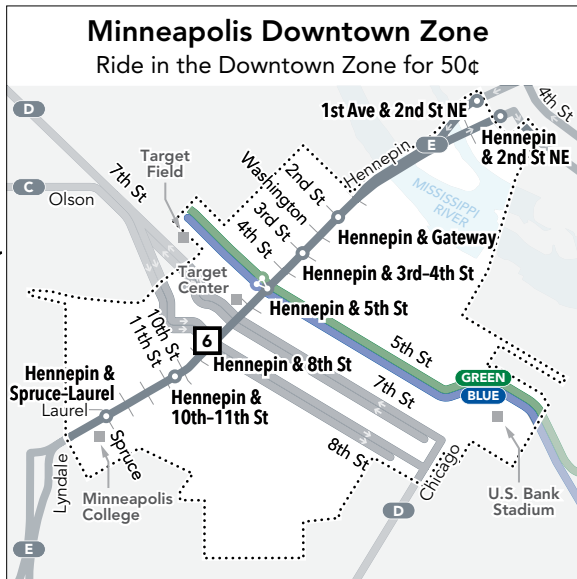 Minneapolis Downtown Zone
Ride in the Downtown Zone for 50¢
D
1st Ave & 2nd St NE
4th St
E
Hennepin
& 2nd St NE
7th St
Target
Field
Washington
2nd St
Hennepin
C
Olson
MISSISSIPPI
RIVER
3rd St
4th St
Hennepin & Gateway
Hennepin & 3rd–4th St
Target
Center
Hennepin & 5th St
10th St
11th St
6
5th St
Hennepin & 8th St
Hennepin &
Spruce–Laurel
Laurel
Hennepin &
10th–11th St
7th St
GREEN
BLUE
Spruce
8th St
Chicago
Lyndale
Minneapolis
College
U.S. Bank
Stadium
D
E